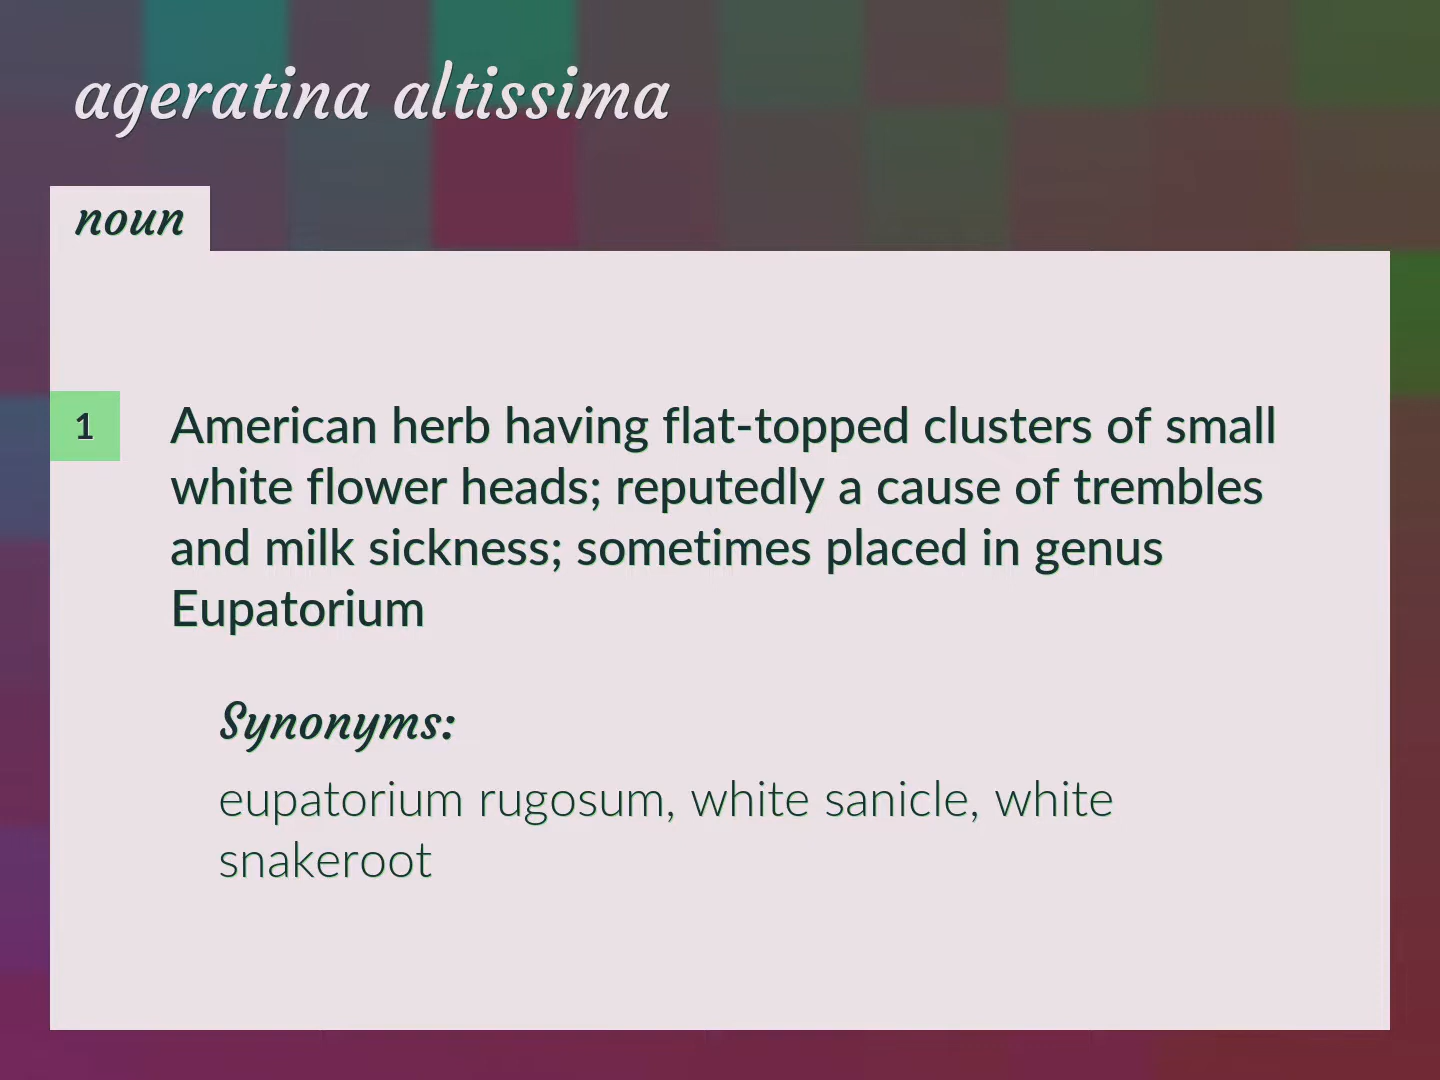 ageratina altissima
noun
1
American herb having flat-topped clusters of small
white flower heads; reputedly a cause of trembles
and milk sickness; sometimes placed in genus
Eupatorium
Synonyms:
eupatorium rugosum, white sanicle, white
snakeroot